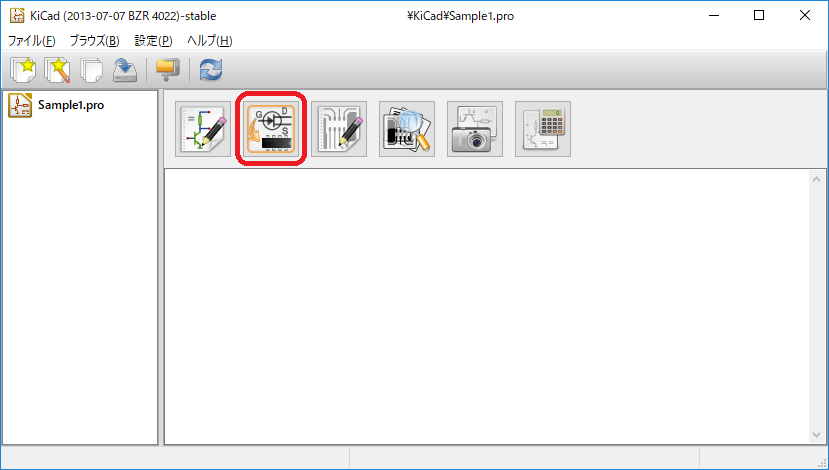 KiCad (2013-07-07 BZR 4022)-stable ¥KiCad¥Sample1.pro
ファイル(F) ブラウズ(B) 設定(P) ヘルプ(H)
Sample1.pro
G D S